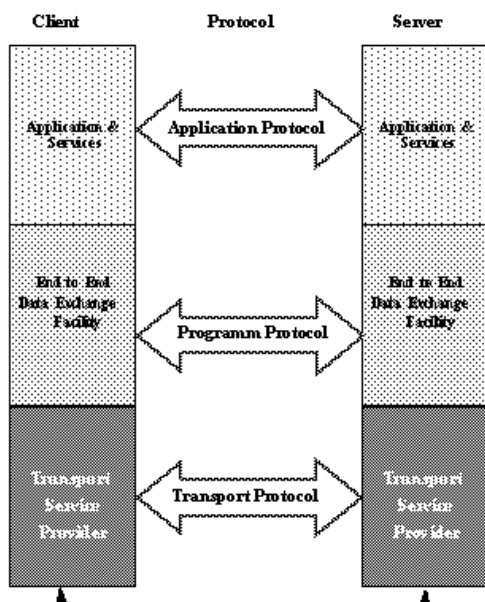 Client Protocol Server
Application &
Services
Application Protocol
Application &
Services
End to End
Data Exchange
Facility
Programm Protocol
End to End
Data Exchange
Facility
Transport
Service
Provider
Transport Protocol
Transport
Service
Provider